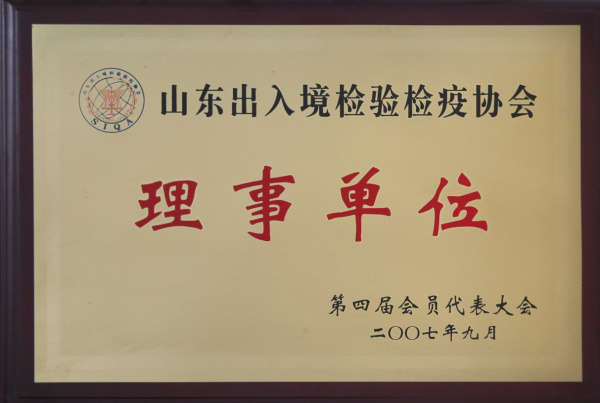 山东出入境检验检疫协会
SIQA
理事单位
第四届会员代表大会
二〇〇七年九月